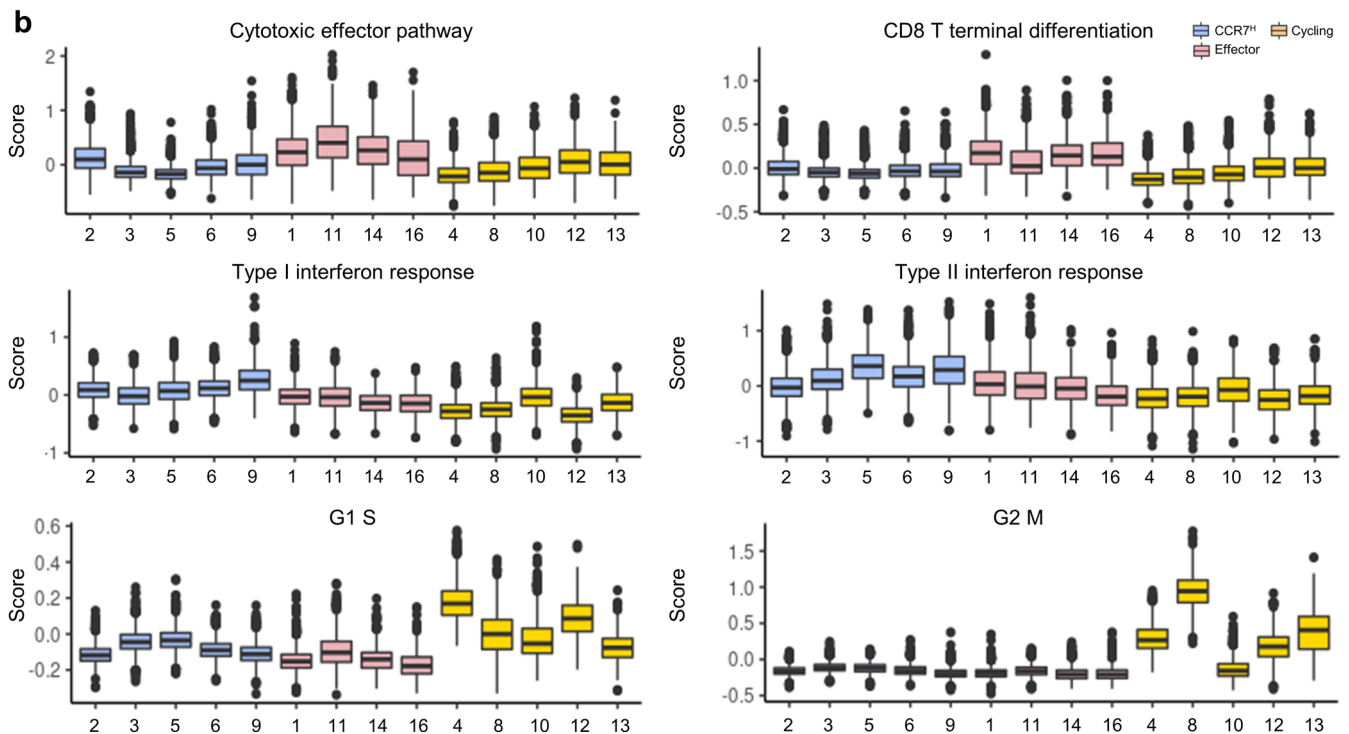 b
Cytotoxic effector pathway
Score
2
1
0
2 3 5 6 9 1 11 14 16 4 8 10 12 13
CD8 T terminal differentiation
CCR7ᴴ
Cycling
Effector
Score
1.0
0.5
0.0
-0.5
2 3 5 6 9 1 11 14 16 4 8 10 12 13
Type I interferon response
Score
1
0
-1
2 3 5 6 9 1 11 14 16 4 8 10 12 13
Type II interferon response
Score
1
0
-1
2 3 5 6 9 1 11 14 16 4 8 10 12 13
G1 S
Score
0.6
0.4
0.2
0.0
-0.2
2 3 5 6 9 1 11 14 16 4 8 10 12 13
G2 M
Score
1.5
1.0
0.5
0.0
-0.5
2 3 5 6 9 1 11 14 16 4 8 10 12 13